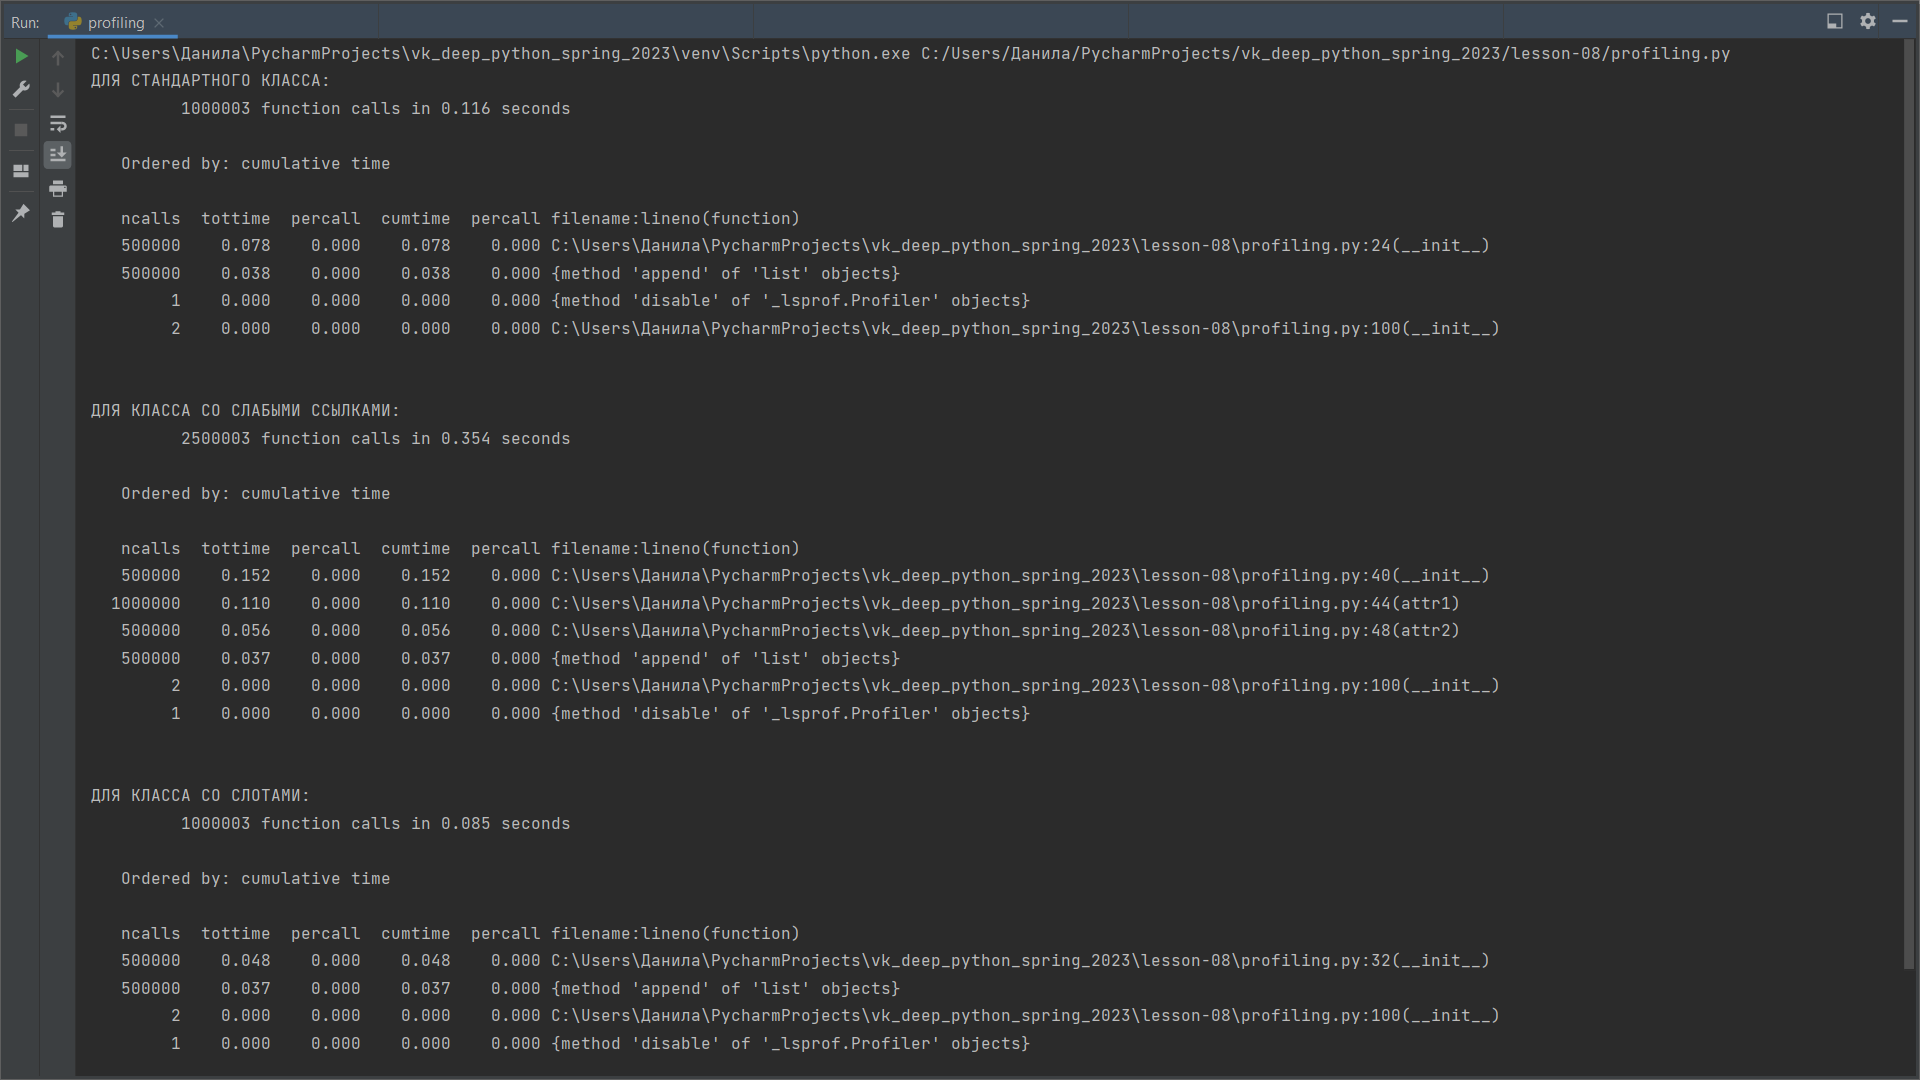 Run: profiling
C:\Users\Данила\PycharmProjects\vk_deep_python_spring_2023\venv\Scripts\python.exe C:/Users/Данила/PycharmProjects/vk_deep_python_spring_2023/lesson-08/profiling.py
ДЛЯ СТАНДАРТНОГО КЛАССА:
         1000003 function calls in 0.116 seconds
   Ordered by: cumulative time
   ncalls  tottime  percall  cumtime  percall filename:lineno(function)
   500000    0.078    0.000    0.078    0.000 C:\Users\Данила\PycharmProjects\vk_deep_python_spring_2023\lesson-08\profiling.py:24(__init__)
   500000    0.038    0.000    0.038    0.000 {method 'append' of 'list' objects}
        1    0.000    0.000    0.000    0.000 {method 'disable' of '_lsprof.Profiler' objects}
        2    0.000    0.000    0.000    0.000 C:\Users\Данила\PycharmProjects\vk_deep_python_spring_2023\lesson-08\profiling.py:100(__init__)
ДЛЯ КЛАССА СО СЛАБЫМИ ССЫЛКАМИ:
         2500003 function calls in 0.354 seconds
   Ordered by: cumulative time
   ncalls  tottime  percall  cumtime  percall filename:lineno(function)
   500000    0.152    0.000    0.152    0.000 C:\Users\Данила\PycharmProjects\vk_deep_python_spring_2023\lesson-08\profiling.py:40(__init__)
  1000000    0.110    0.000    0.110    0.000 C:\Users\Данила\PycharmProjects\vk_deep_python_spring_2023\lesson-08\profiling.py:44(attr1)
   500000    0.056    0.000    0.056    0.000 C:\Users\Данила\PycharmProjects\vk_deep_python_spring_2023\lesson-08\profiling.py:48(attr2)
   500000    0.037    0.000    0.037    0.000 {method 'append' of 'list' objects}
        2    0.000    0.000    0.000    0.000 C:\Users\Данила\PycharmProjects\vk_deep_python_spring_2023\lesson-08\profiling.py:100(__init__)
        1    0.000    0.000    0.000    0.000 {method 'disable' of '_lsprof.Profiler' objects}
ДЛЯ КЛАССА СО СЛОТАМИ:
         1000003 function calls in 0.085 seconds
   Ordered by: cumulative time
   ncalls  tottime  percall  cumtime  percall filename:lineno(function)
   500000    0.048    0.000    0.048    0.000 C:\Users\Данила\PycharmProjects\vk_deep_python_spring_2023\lesson-08\profiling.py:32(__init__)
   500000    0.037    0.000    0.037    0.000 {method 'append' of 'list' objects}
        2    0.000    0.000    0.000    0.000 C:\Users\Данила\PycharmProjects\vk_deep_python_spring_2023\lesson-08\profiling.py:100(__init__)
        1    0.000    0.000    0.000    0.000 {method 'disable' of '_lsprof.Profiler' objects}